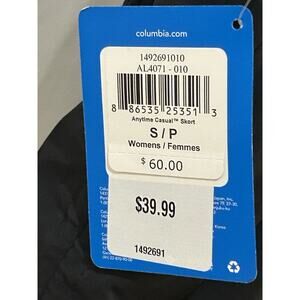 columbia.com
1492691010
AL4071 - 010
8 86535 25351 3
Anytime Casual™ Skort
S / P
Womens / Femmes
$ 60.00
$39.99
1492691